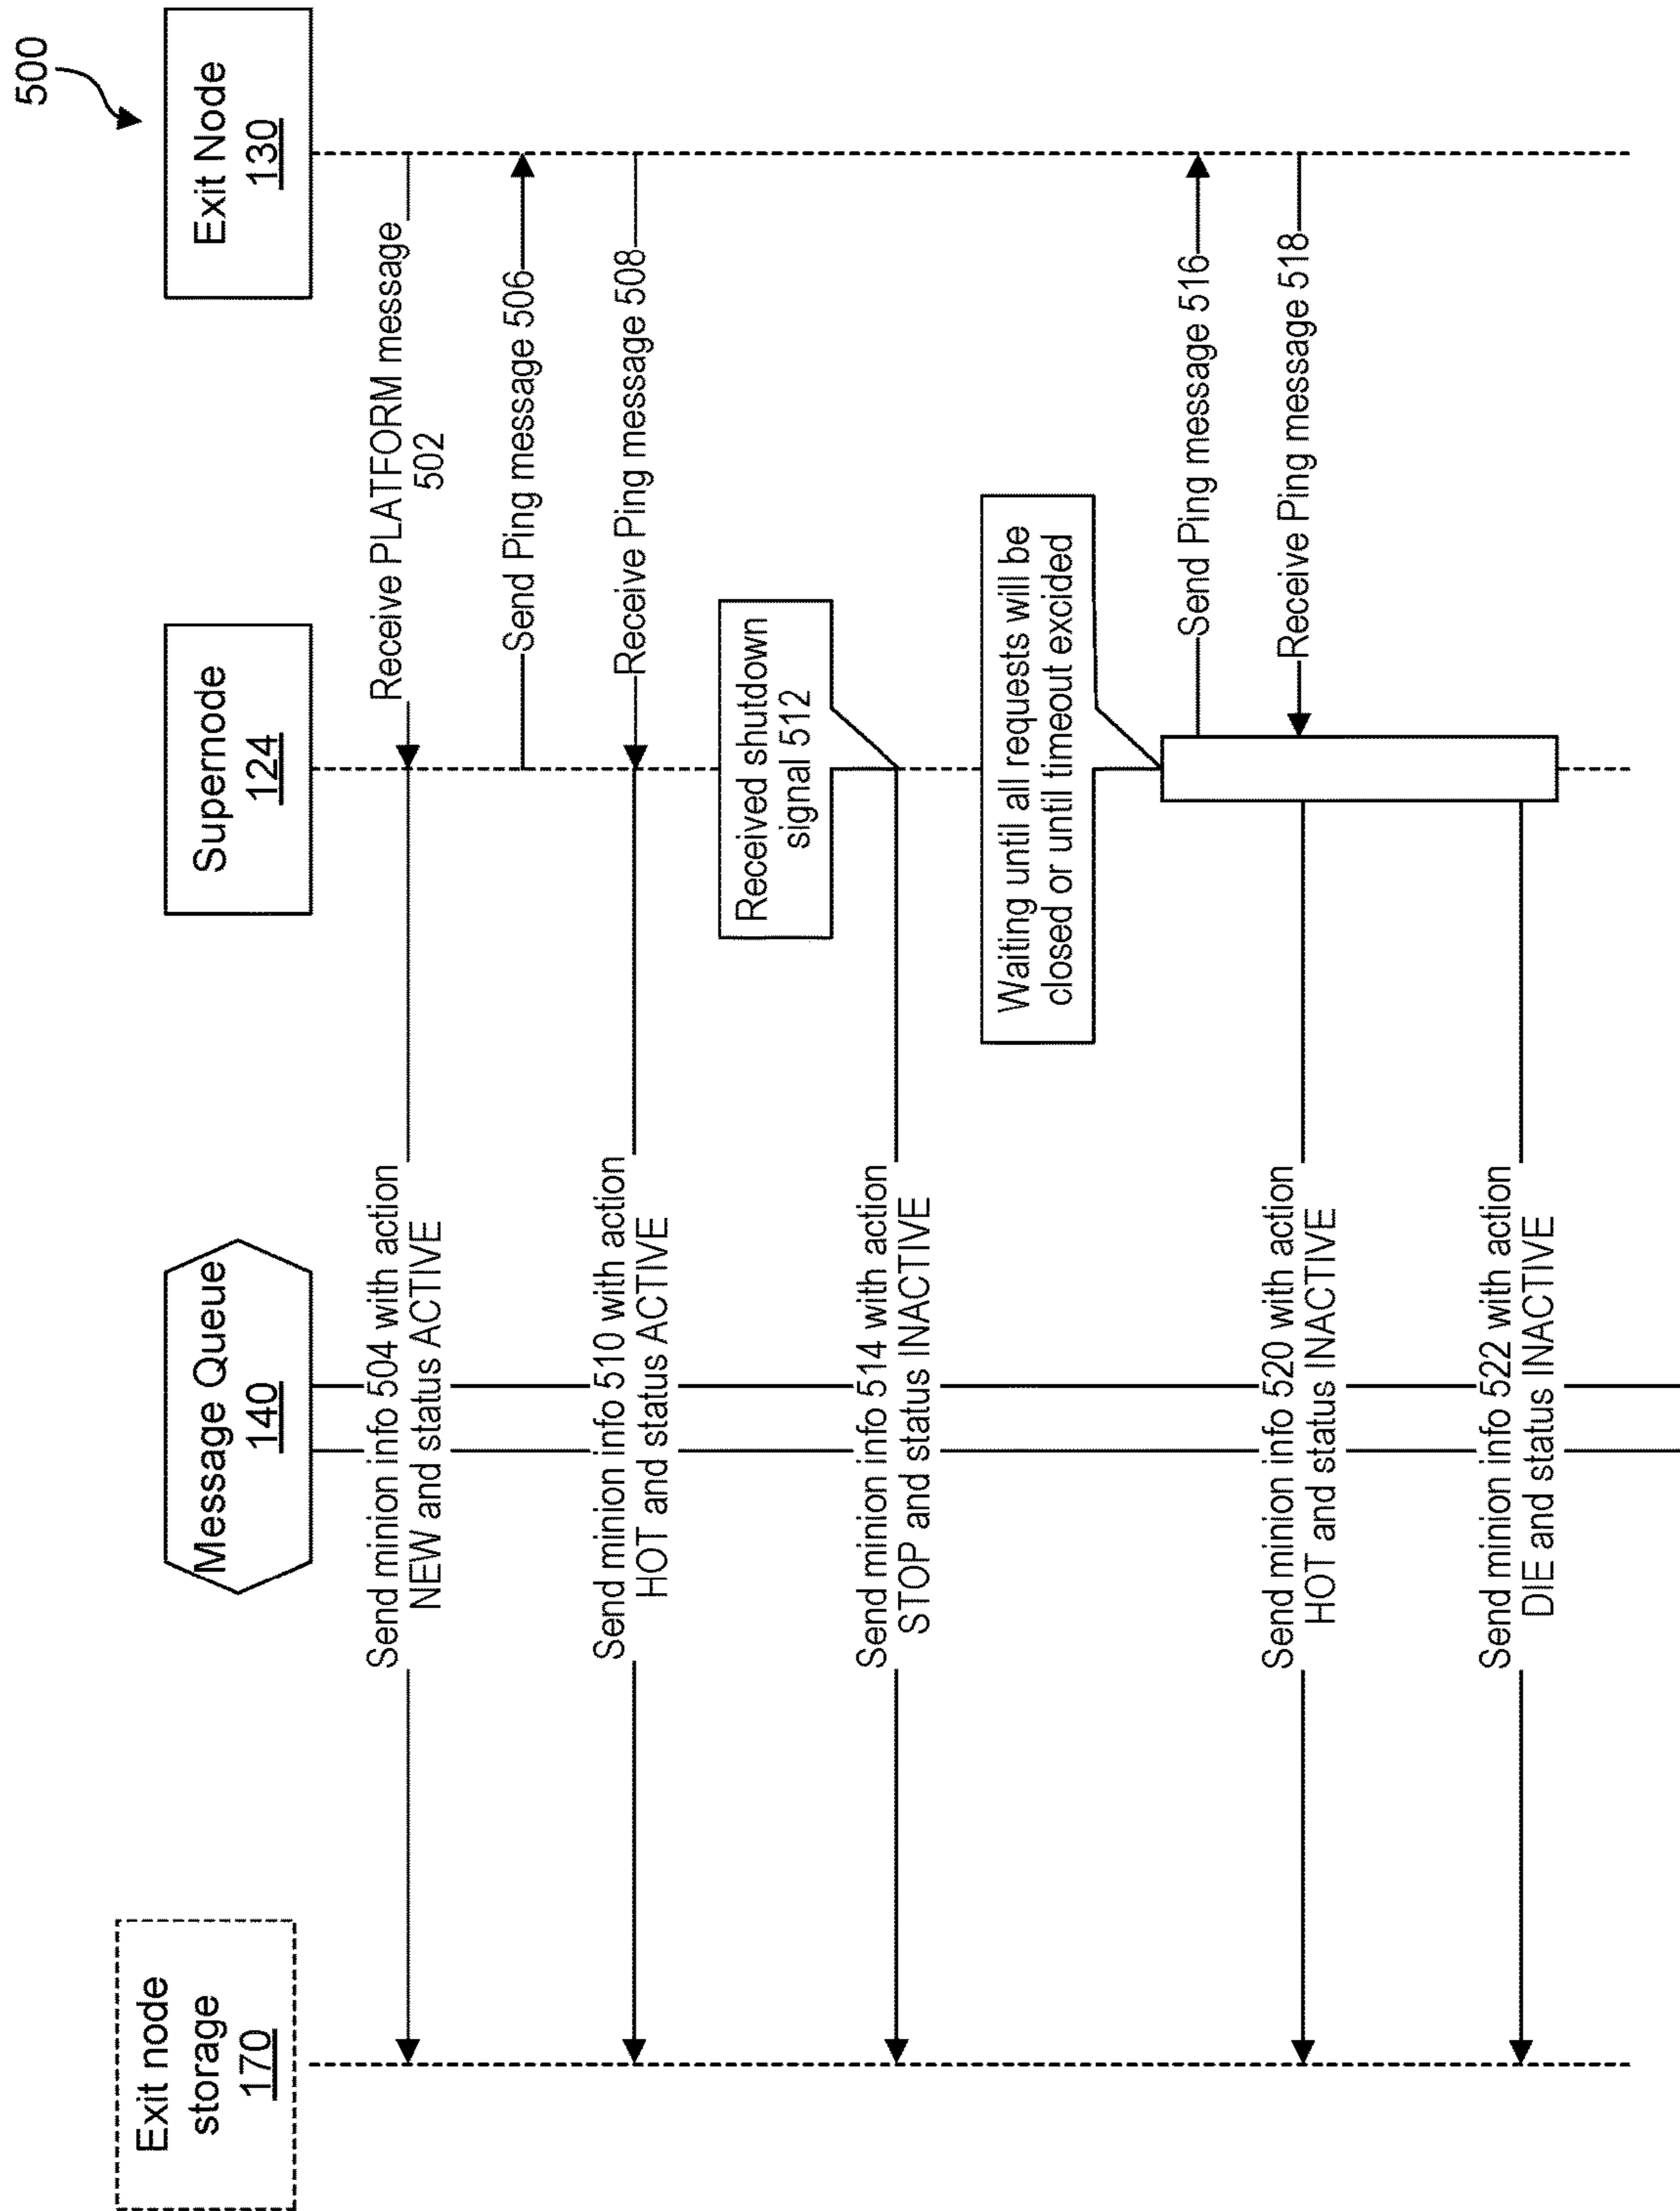 500
Exit node
storage
170
Message Queue
140
Supernode
124
Exit Node
130
Receive PLATFORM message
502
Send minion info 504 with action
NEW and status ACTIVE
Send Ping message 506
Receive Ping message 508
Send minion info 510 with action
HOT and status ACTIVE
Received shutdown
signal 512
Send minion info 514 with action
STOP and status INACTIVE
Waiting until all requests will be
closed or until timeout excided
Send Ping message 516
Receive Ping message 518
Send minion info 520 with action
HOT and status INACTIVE
Send minion info 522 with action
DIE and status INACTIVE